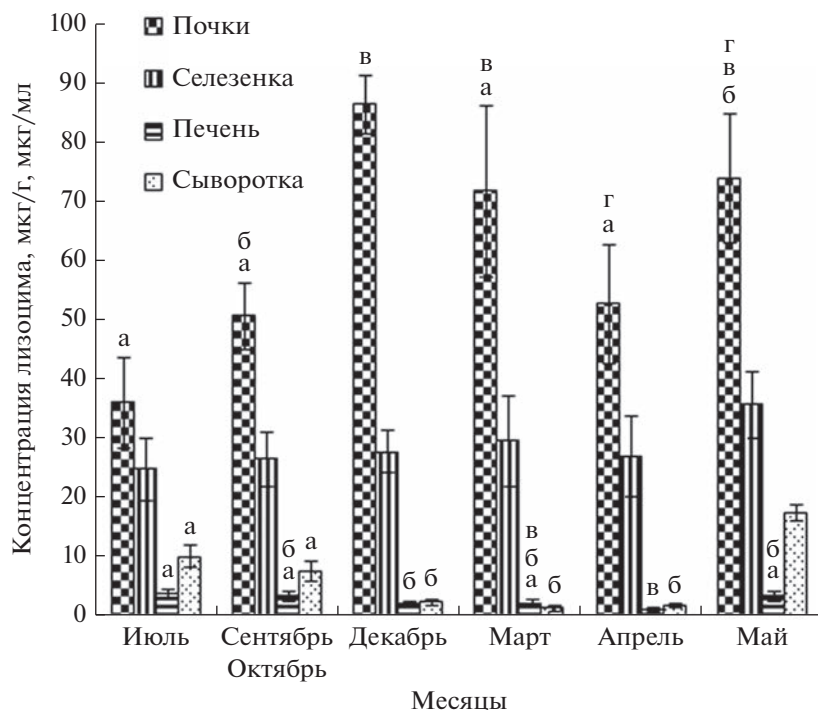 Концентрация лизоцима, мкг/г, мкг/мл
100
90
80
70
60
50
40
30
20
10
0
Почки
Селезенка
Печень
Сыворотка
а
а
а
б
а
б
а
а
в
б
б
в
а
в
б
а
б
г
а
в
б
г
в
б
б
а
Июль
Сентябрь
Октябрь
Декабрь
Март
Апрель
Май
Месяцы